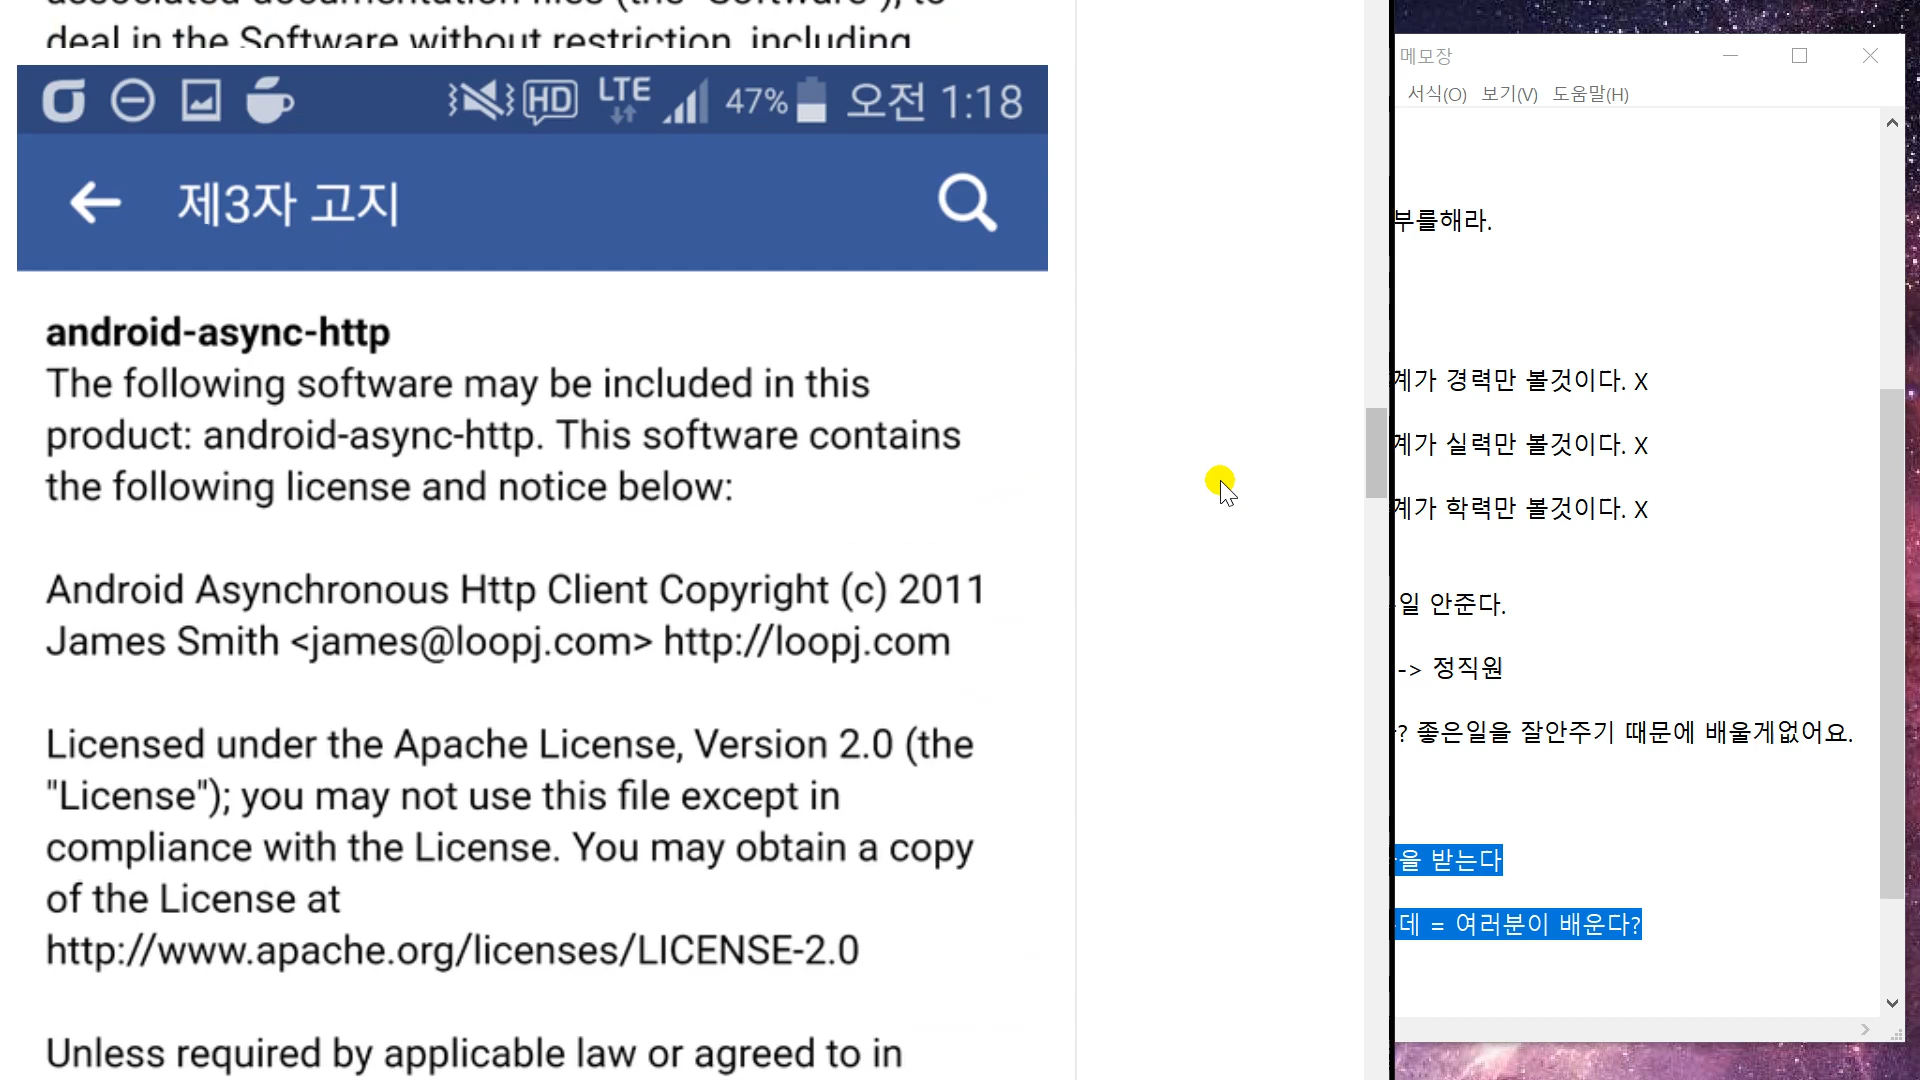 deal in the Software without restriction, including
HD LTE 47% 오전 1:18
제3자 고지
android-async-http
The following software may be included in this
product: android-async-http. This software contains
the following license and notice below:
Android Asynchronous Http Client Copyright (c) 2011
James Smith <james@loopj.com> http://loopj.com
Licensed under the Apache License, Version 2.0 (the
"License"); you may not use this file except in
compliance with the License. You may obtain a copy
of the License at
http://www.apache.org/licenses/LICENSE-2.0
Unless required by applicable law or agreed to in
메모장
서식(O) 보기(V) 도움말(H)
부를해라.
계가 경력만 볼것이다. X
계가 실력만 볼것이다. X
계가 학력만 볼것이다. X
일 안준다.
-> 정직원
? 좋은일을 잘안주기 때문에 배울게없어요.
을 받는다
데 = 여러분이 배운다?